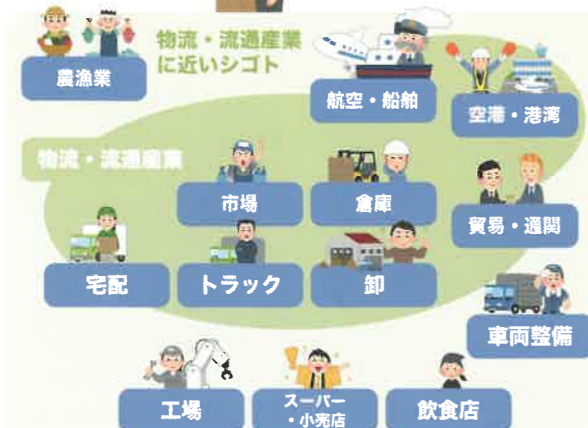 物流・流通産業
に近いシゴト
農漁業
航空・船舶
空港・港湾
物流・流通産業
市場
倉庫
貿易・通関
宅配
トラック
卸
車両整備
工場
スーパー
・小売店
飲食店